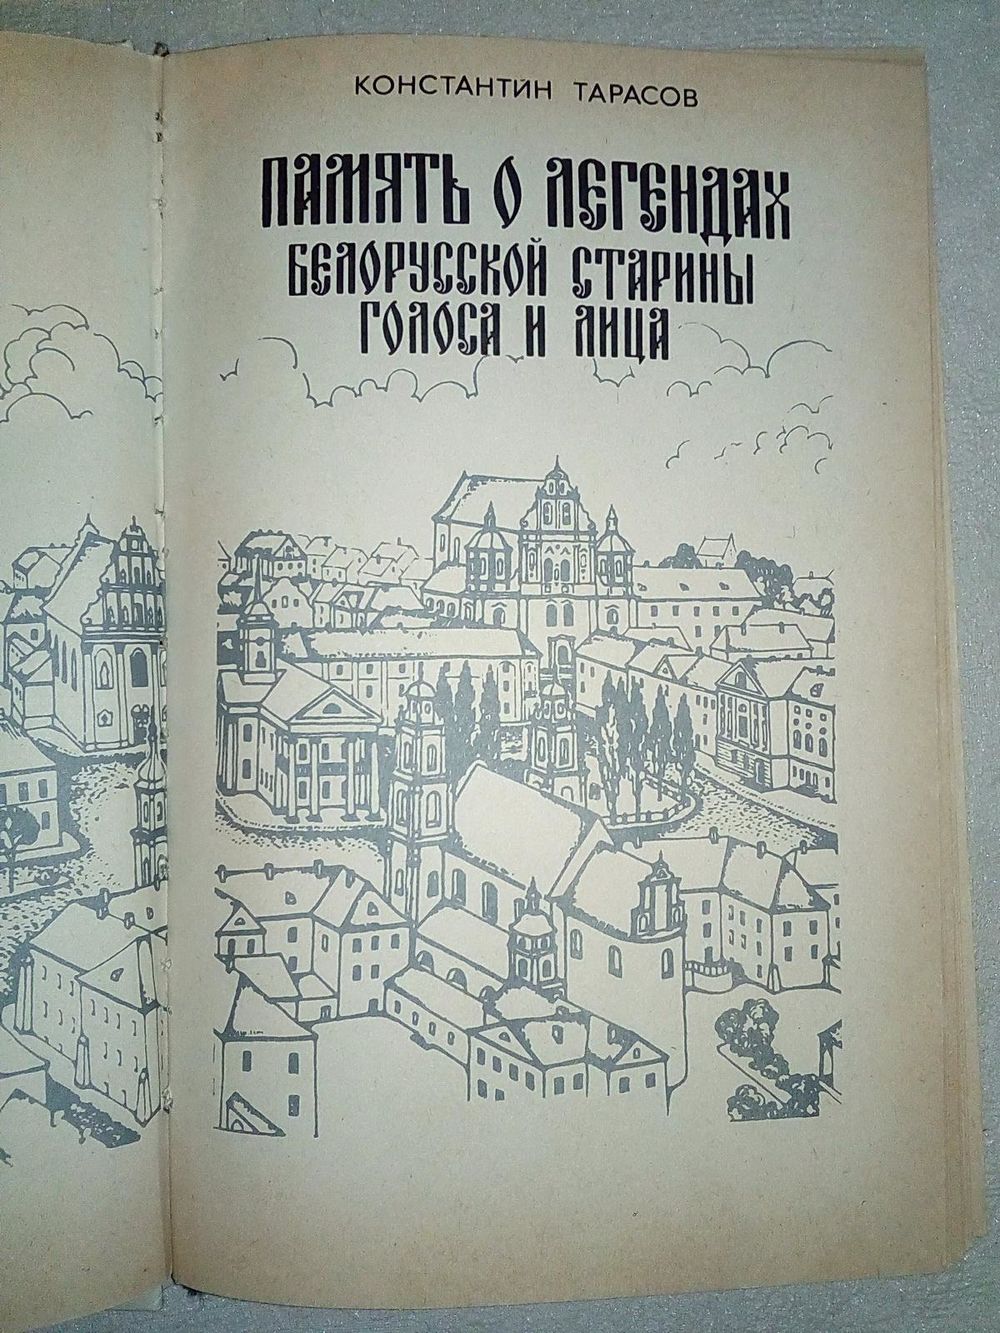 КОНСТАНТИН ТАРАСОВ
ПАМЯТЬ О ЛЕГЕНДАХ
БЕЛОРУССКОЙ СТАРИНЫ
ГОЛОСА И ЛИЦА